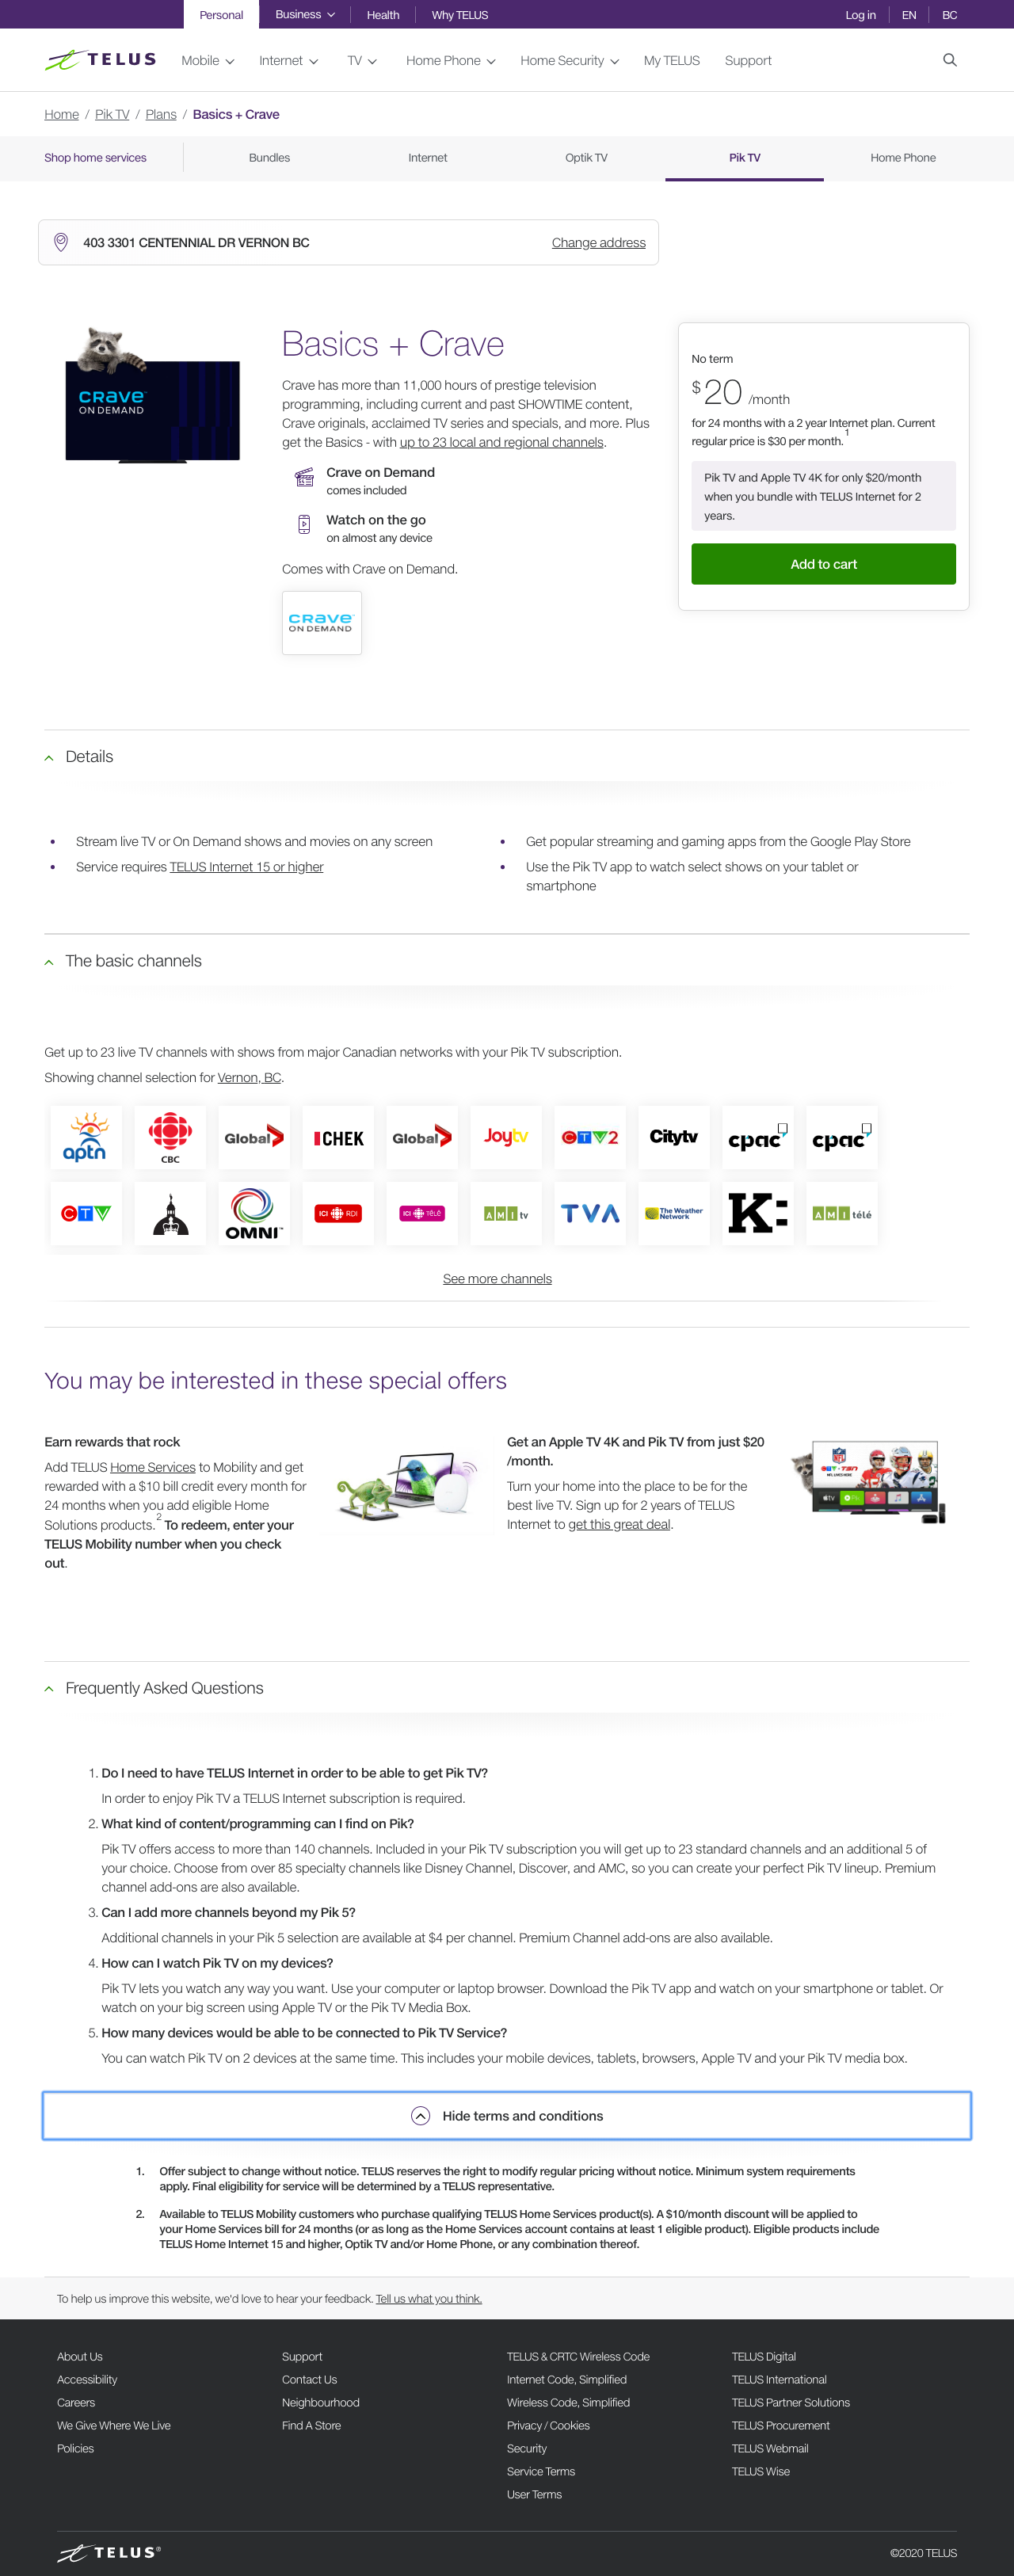 Personal Business Health Why TELUS Log in EN BC
TELUS Mobile Internet TV Home Phone Home Security My TELUS Support
Home / Pik TV / Plans / Basics + Crave
Shop home services Bundles Internet Optik TV Pik TV Home Phone
403 3301 CENTENNIAL DR VERNON BC Change address
CRAVE
ON DEMAND
Basics + Crave
Crave has more than 11,000 hours of prestige television
programming, including current and past SHOWTIME content,
Crave originals, acclaimed TV series and specials, and more. Plus
get the Basics - with up to 23 local and regional channels.
Crave on Demand
comes included
Watch on the go
on almost any device
Comes with Crave on Demand.
CRAVE
ON DEMAND
No term
$20 /month
for 24 months with a 2 year Internet plan. Current
regular price is $30 per month.1
Pik TV and Apple TV 4K for only $20/month
when you bundle with TELUS Internet for 2
years.
Add to cart
Details
Stream live TV or On Demand shows and movies on any screen
Service requires TELUS Internet 15 or higher
Get popular streaming and gaming apps from the Google Play Store
Use the Pik TV app to watch select shows on your tablet or
smartphone
The basic channels
Get up to 23 live TV channels with shows from major Canadian networks with your Pik TV subscription.
Showing channel selection for Vernon, BC.
aptn CBC Global CHEK Global Joytv CTV2 Citytv cpac cpac
CTV OMNI TV ICI RDI ICI TÉLÉ AMI tv TVA The Weather Network K: AMI télé
See more channels
You may be interested in these special offers
Earn rewards that rock
Add TELUS Home Services to Mobility and get
rewarded with a $10 bill credit every month for
24 months when you add eligible Home
Solutions products.2 To redeem, enter your
TELUS Mobility number when you check
out.
Get an Apple TV 4K and Pik TV from just $20
/month.
Turn your home into the place to be for the
best live TV. Sign up for 2 years of TELUS
Internet to get this great deal.
NFL
CTV TSN
Frequently Asked Questions
1. Do I need to have TELUS Internet in order to be able to get Pik TV?
In order to enjoy Pik TV a TELUS Internet subscription is required.
2. What kind of content/programming can I find on Pik?
Pik TV offers access to more than 140 channels. Included in your Pik TV subscription you will get up to 23 standard channels and an additional 5 of
your choice. Choose from over 85 specialty channels like Disney Channel, Discover, and AMC, so you can create your perfect Pik TV lineup. Premium
channel add-ons are also available.
3. Can I add more channels beyond my Pik 5?
Additional channels in your Pik 5 selection are available at $4 per channel. Premium Channel add-ons are also available.
4. How can I watch Pik TV on my devices?
Pik TV lets you watch any way you want. Use your computer or laptop browser. Download the Pik TV app and watch on your smartphone or tablet. Or
watch on your big screen using Apple TV or the Pik TV Media Box.
5. How many devices would be able to be connected to Pik TV Service?
You can watch Pik TV on 2 devices at the same time. This includes your mobile devices, tablets, browsers, Apple TV and your Pik TV media box.
Hide terms and conditions
1. Offer subject to change without notice. TELUS reserves the right to modify regular pricing without notice. Minimum system requirements
apply. Final eligibility for service will be determined by a TELUS representative.
2. Available to TELUS Mobility customers who purchase qualifying TELUS Home Services product(s). A $10/month discount will be applied to
your Home Services bill for 24 months (or as long as the Home Services account contains at least 1 eligible product). Eligible products include
TELUS Home Internet 15 and higher, Optik TV and/or Home Phone, or any combination thereof.
To help improve this website, we'd love to hear your feedback. Tell us what you think.
About Us
Accessibility
Careers
We Give Where We Live
Policies
Support
Contact Us
Neighbourhood
Find A Store
TELUS & CRTC Wireless Code
Internet Code, Simplified
Wireless Code, Simplified
Privacy / Cookies
Security
Service Terms
User Terms
TELUS Digital
TELUS International
TELUS Partner Solutions
TELUS Procurement
TELUS Webmail
TELUS Wise
TELUS® ©2020 TELUS